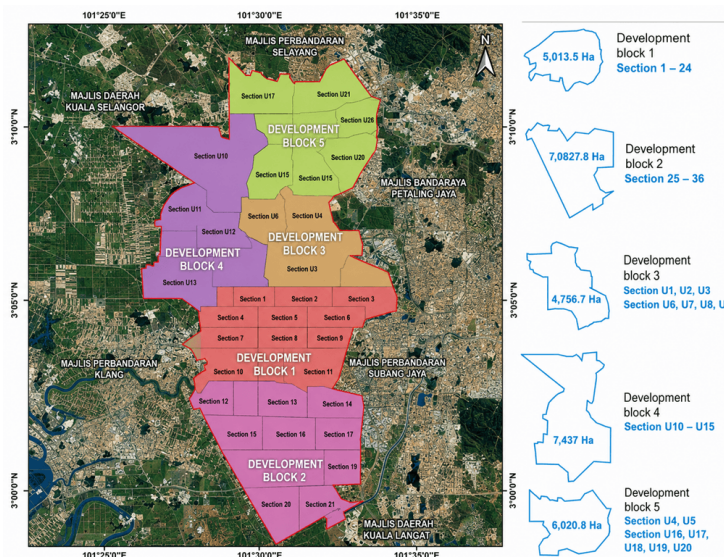 101°25'0"E
101°30'0"E
101°35'0"E
MAJLIS PERBANDARAN
SELAYANG
N
MAJLIS DAERAH
KUALA SELANGOR
Section U17
Section U21
Section U26
3°10'0"N
3°10'0"N
DEVELOPMENT
BLOCK 5
Section U10
Section U20
Section U15
Section U15
MAJLIS BANDARAYA
PETALING JAYA
Section U11
Section U6
Section U4
Section U12
DEVELOPMENT
BLOCK 3
DEVELOPMENT
BLOCK 4
Section U3
Section U13
3°05'0"N
3°05'0"N
Section 1
Section 2
Section 3
Section 4
Section 5
Section 6
Section 7
Section 8
Section 9
MAJLIS PERBANDARAN
KLANG
DEVELOPMENT
BLOCK 1
MAJLIS PERBANDARAN
SUBANG JAYA
Section 10
Section 11
Section 12
Section 13
Section 14
Section 15
Section 16
Section 17
DEVELOPMENT
BLOCK 2
Section 19
3°00'0"N
3°00'0"N
Section 20
Section 21
MAJLIS DAERAH
KUALA LANGAT
101°25'0"E
101°30'0"E
101°35'0"E
5,013.5 Ha
Development
block 1
Section 1 – 24
7,0827.8 Ha
Development
block 2
Section 25 – 36
4,756.7 Ha
Development
block 3
Section U1, U2, U3
Section U6, U7, U8, U
7,437 Ha
Development
block 4
Section U10 – U15
6,020.8 Ha
Development
block 5
Section U4, U5
Section U16, U17,
U18, U19, U20